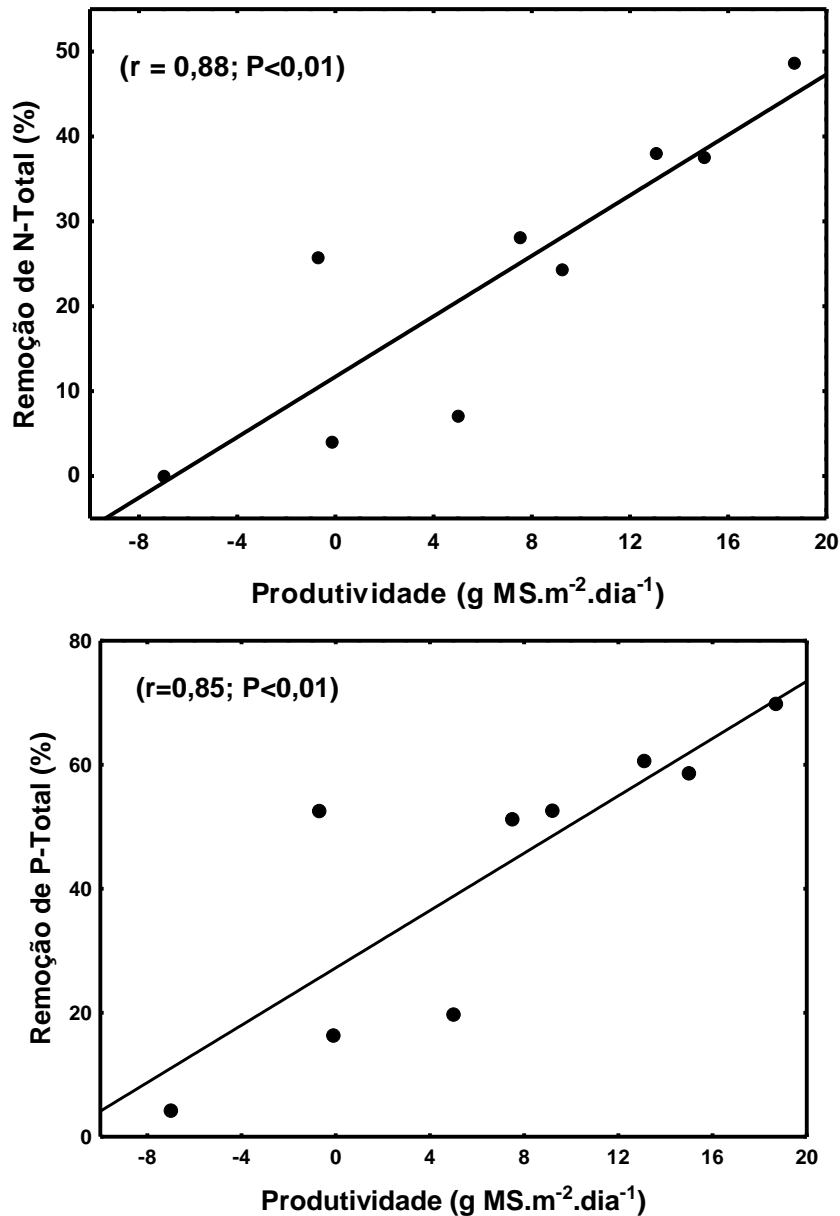 (r = 0,88; P<0,01)
Remoção de N-Total (%)
50
40
30
20
10
0
-8 -4 0 4 8 12 16 20
Produtividade (g MS.m⁻².dia⁻¹)
(r=0,85; P<0,01)
Remoção de P-Total (%)
80
60
40
20
0
-8 -4 0 4 8 12 16 20
Produtividade (g MS.m⁻².dia⁻¹)